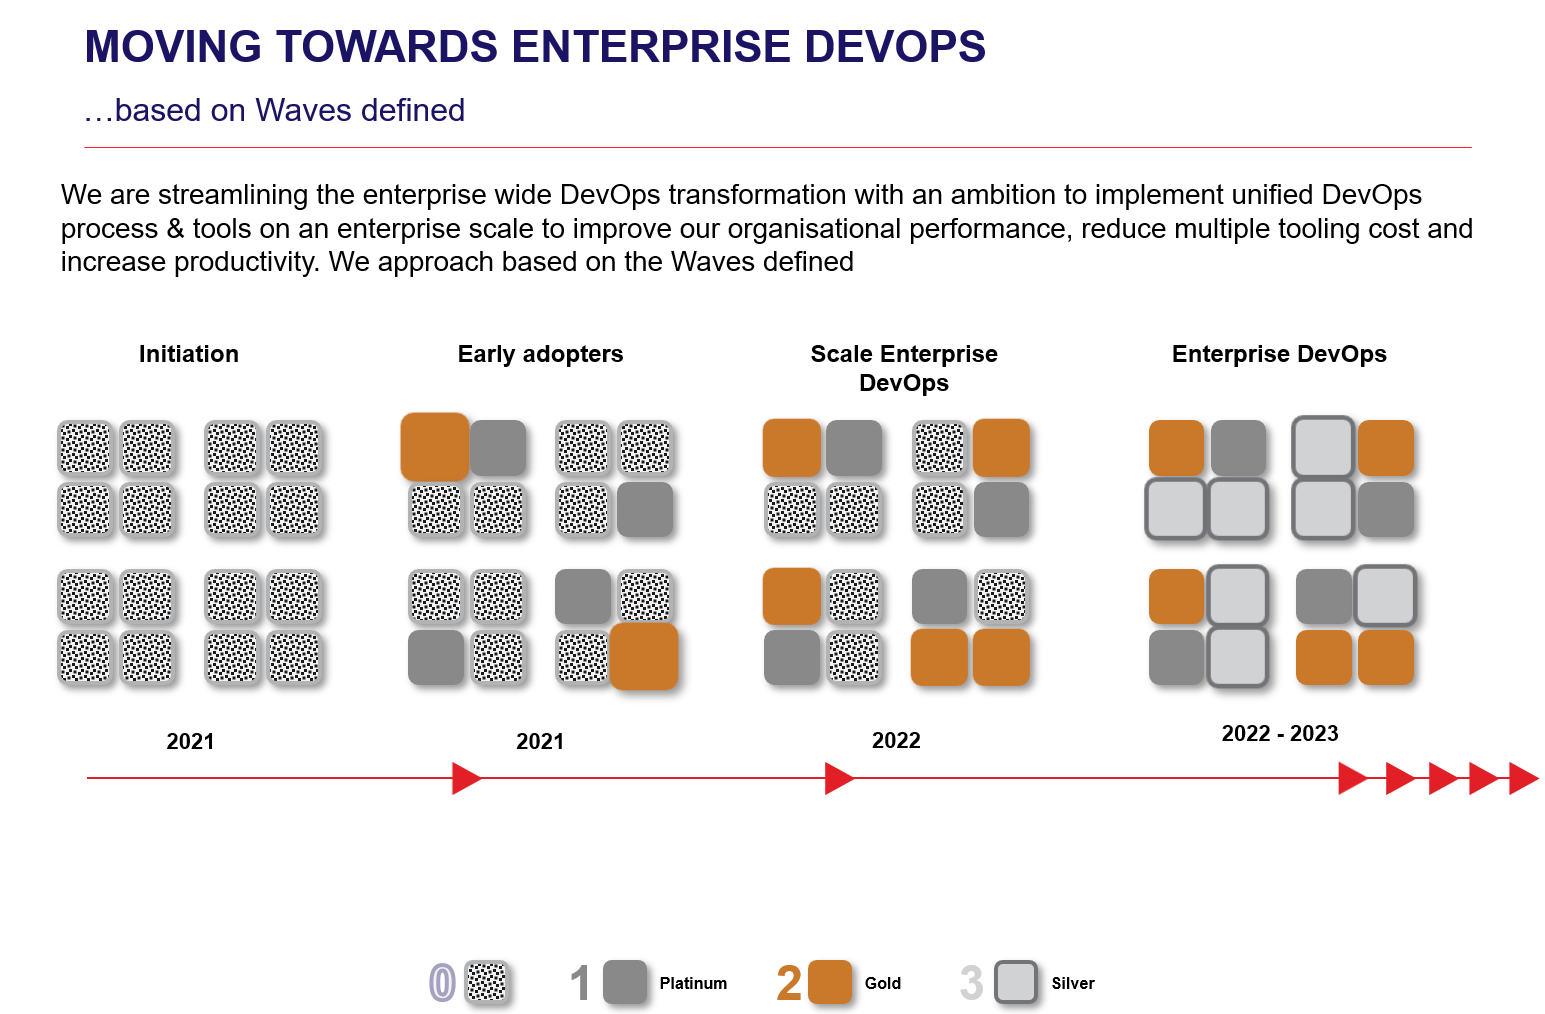 MOVING TOWARDS ENTERPRISE DEVOPS
…based on Waves defined
We are streamlining the enterprise wide DevOps transformation with an ambition to implement unified DevOps
process & tools on an enterprise scale to improve our organisational performance, reduce multiple tooling cost and
increase productivity. We approach based on the Waves defined
Initiation
Early adopters
Scale Enterprise
DevOps
Enterprise DevOps
2021
2021
2022
2022 - 2023
0
1 Platinum
2 Gold
3 Silver